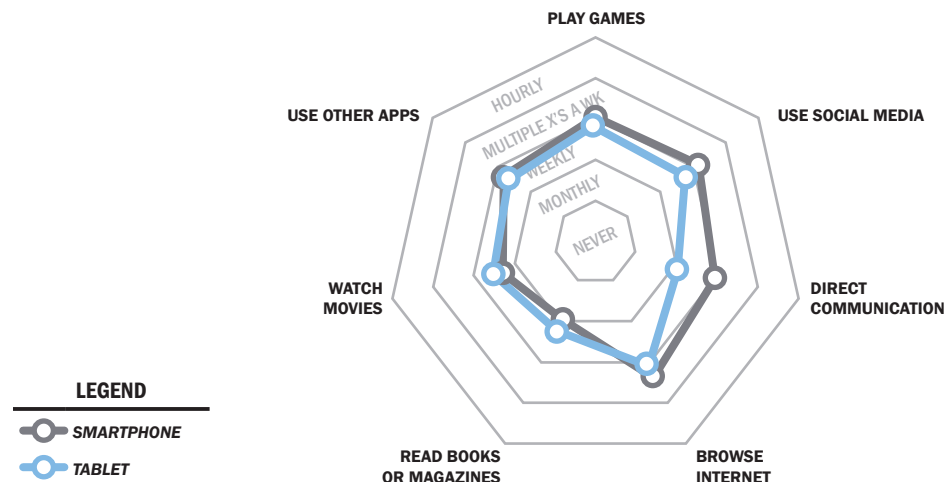 PLAY GAMES
HOURLY
USE OTHER APPS
USE SOCIAL MEDIA
MULTIPLE X'S A WK
WEEKLY
MONTHLY
NEVER
WATCH
MOVIES
DIRECT
COMMUNICATION
LEGEND
SMARTPHONE
TABLET
READ BOOKS
OR MAGAZINES
BROWSE
INTERNET